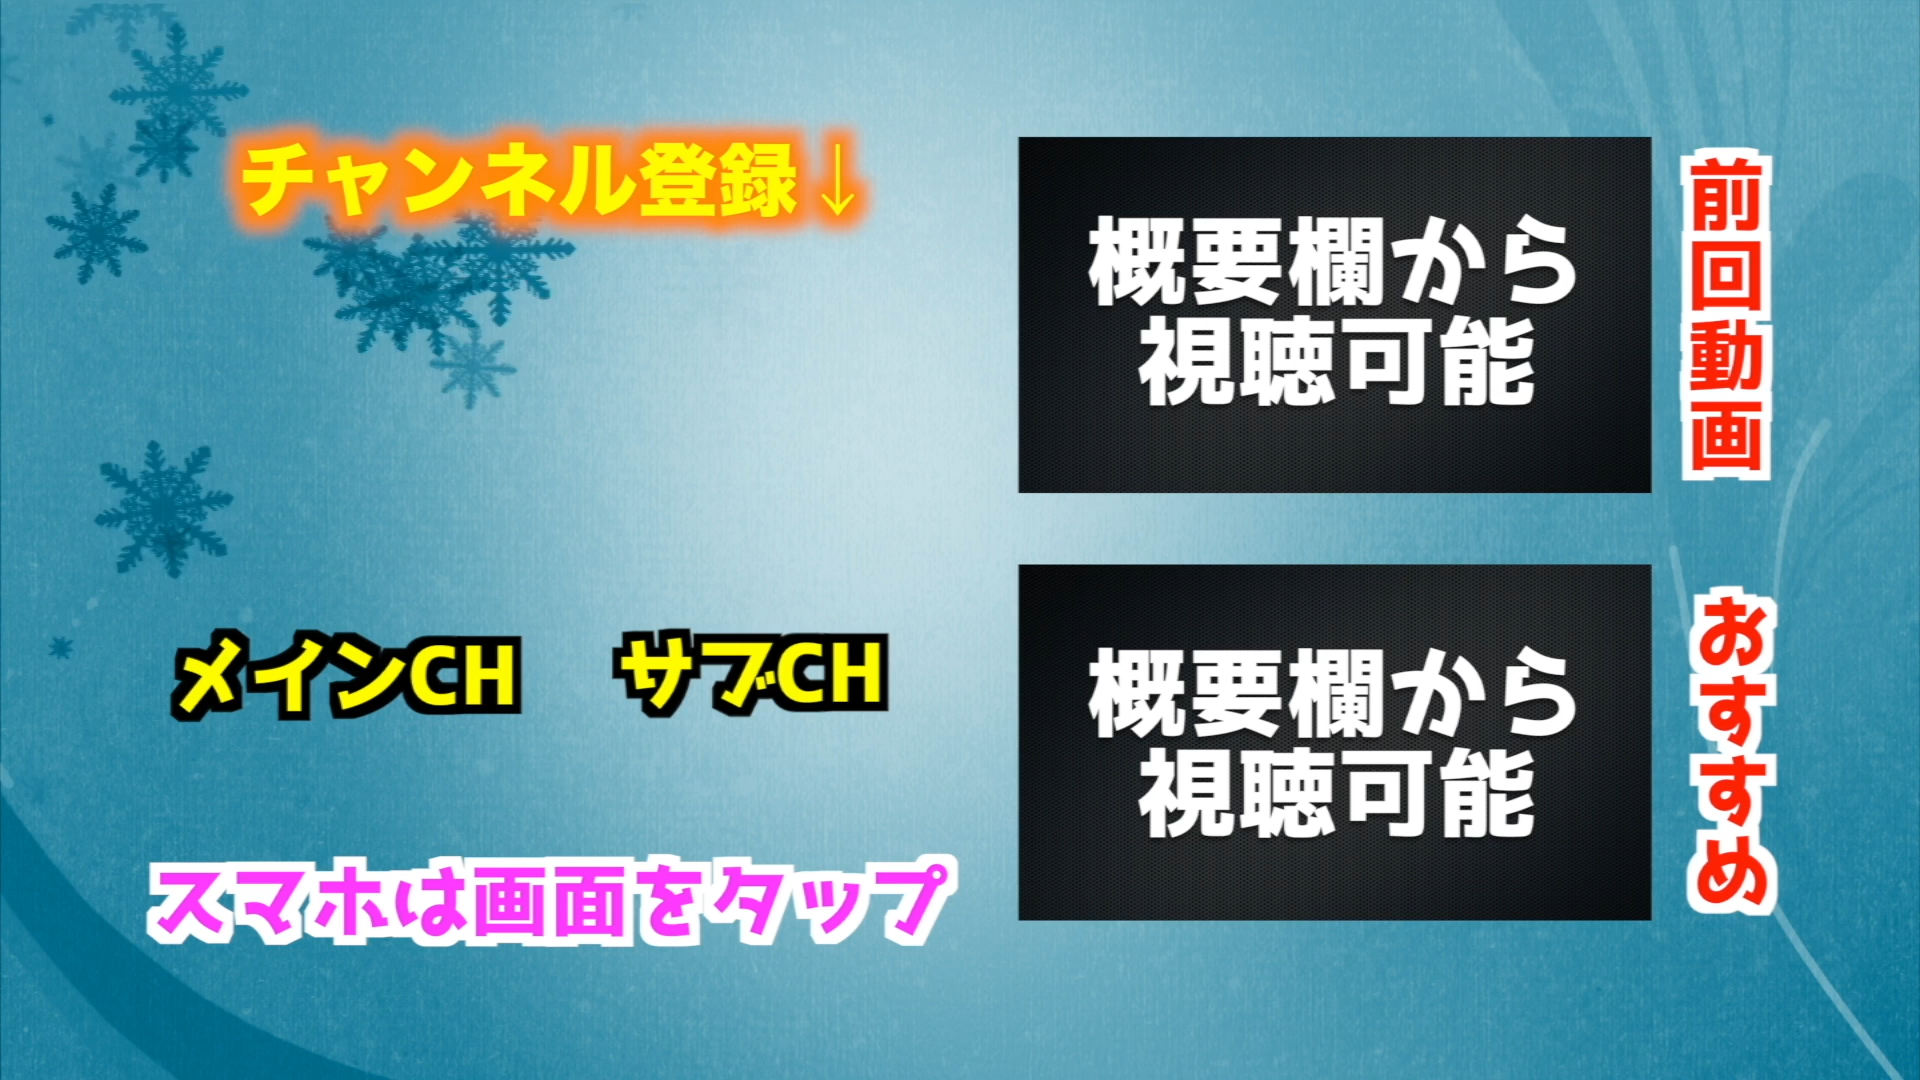 チャンネル登録↓
概要欄から
視聴可能
前回動画
メインCH
サブCH
概要欄から
視聴可能
おすすめ
スマホは画面をタップ